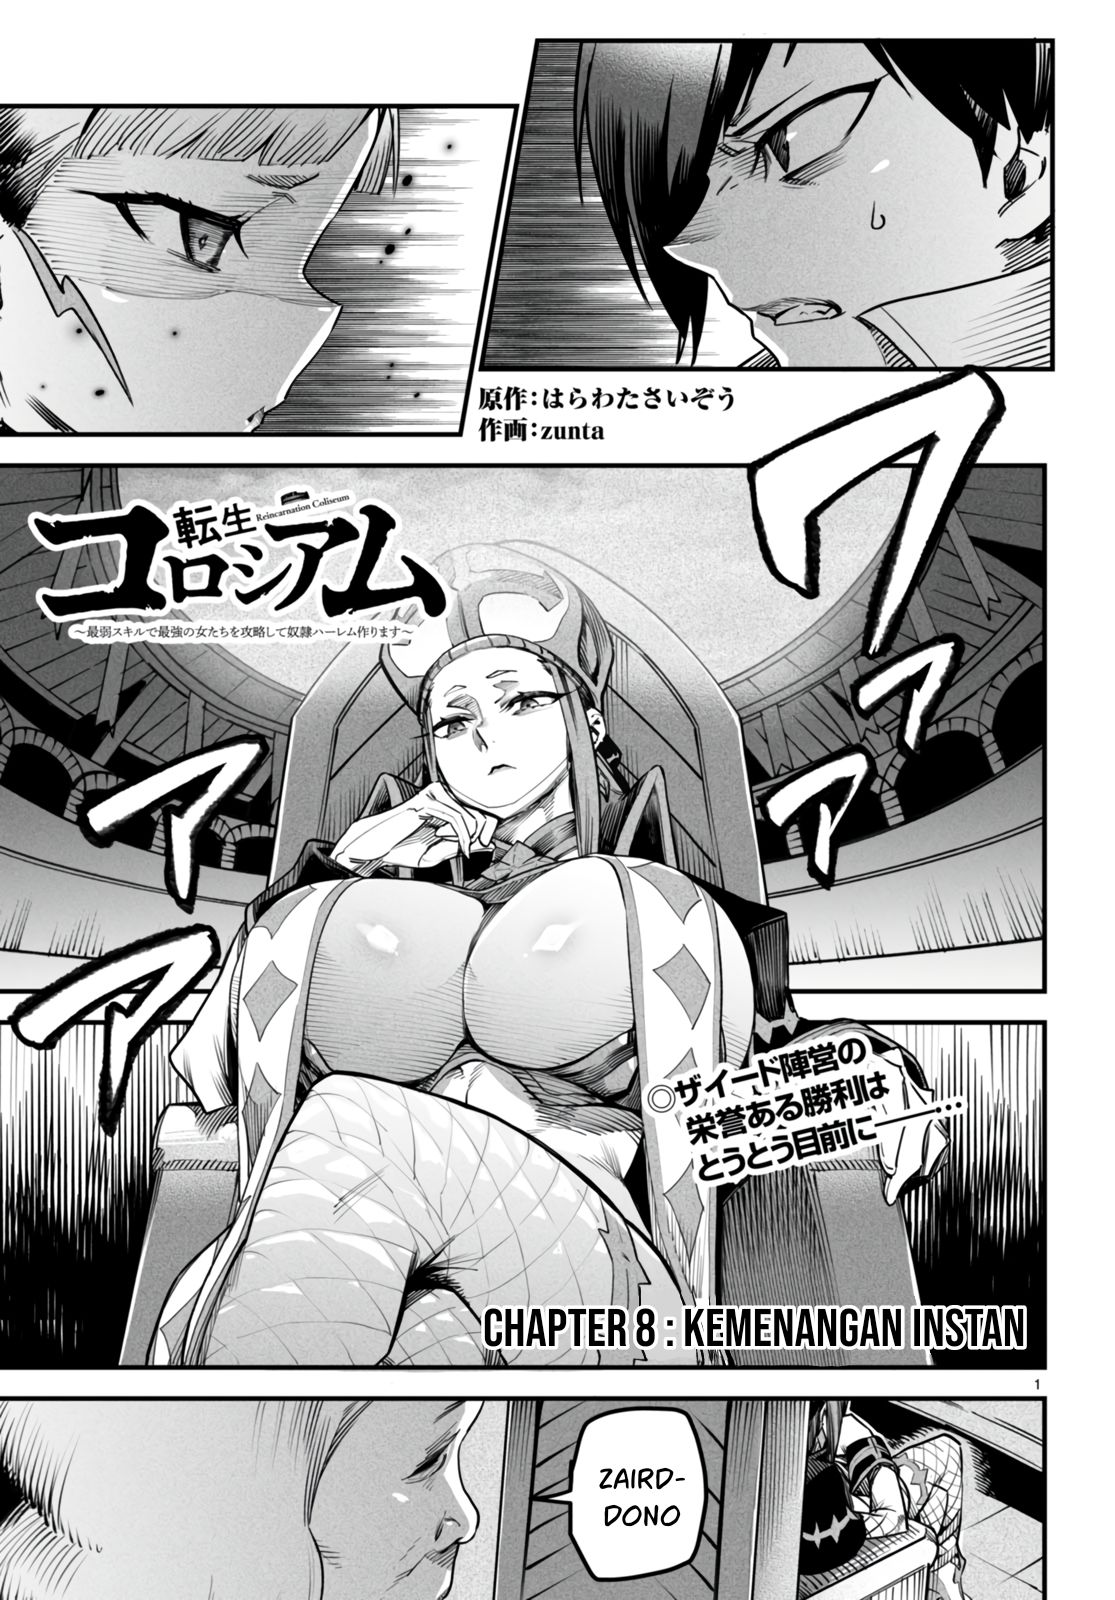 原作：はらわたさいぞう
作画：zunta
ワアアアア
Reincarnation Coliseum
転生
コロシアム
～最弱スキルで最強の女たちを攻略して奴隷ハーレム作ります～
◎ザイード陣営の
栄誉ある勝利は
とうとう目前に――…
CHAPTER 8 : KEMENANGAN INSTAN
1
ZAIRD-
DONO